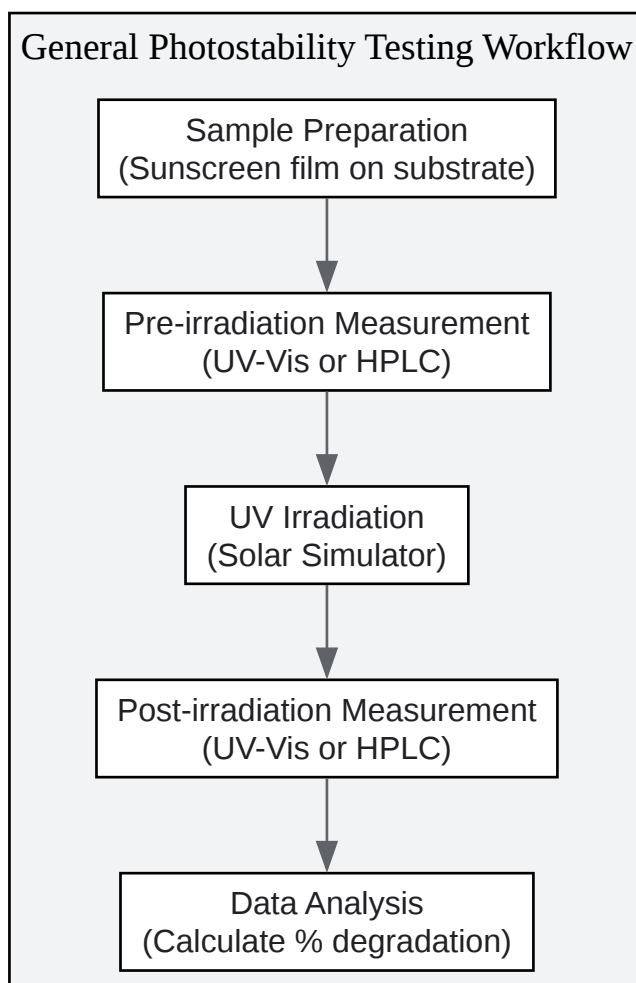 General Photostability Testing Workflow
Sample Preparation
(Sunscreen film on substrate)
Pre-irradiation Measurement
(UV-Vis or HPLC)
UV Irradiation
(Solar Simulator)
Post-irradiation Measurement
(UV-Vis or HPLC)
Data Analysis
(Calculate % degradation)